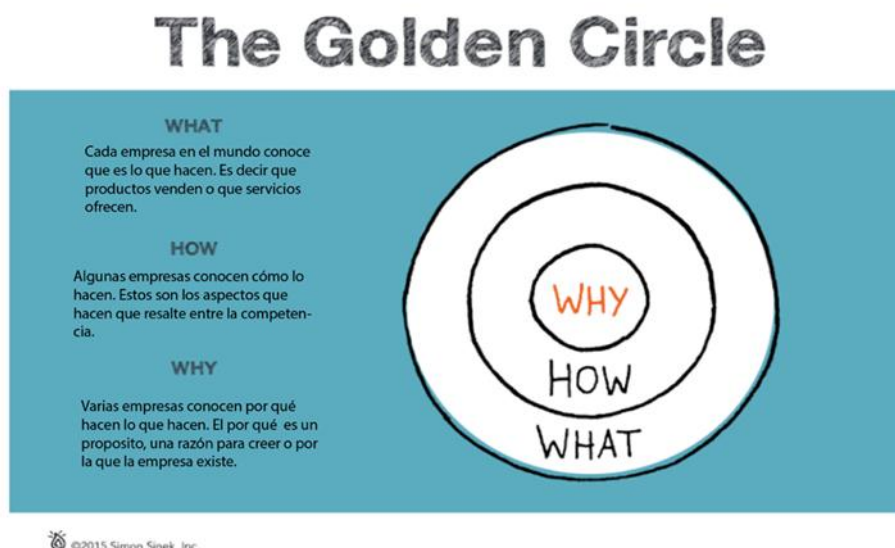 The Golden Circle
WHAT
Cada empresa en el mundo conoce
que es lo que hacen. Es decir que
productos venden o que servicios
ofrecen.
HOW
Algunas empresas conocen cómo lo
hacen. Estos son los aspectos que
hacen que resalte entre la competen-
cia.
WHY
Varias empresas conocen por qué
hacen lo que hacen. El por qué es un
proposito, una razón para creer o por
la que la empresa existe.
WHY
HOW
WHAT
©2015 Simon Sinek, Inc.